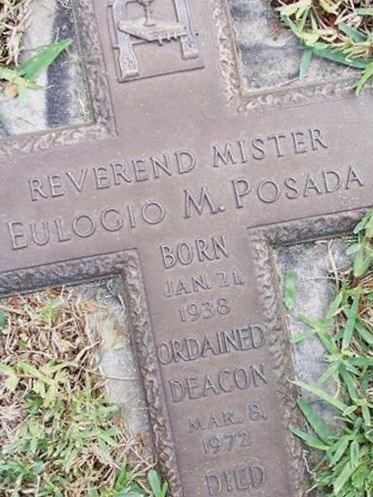 REVEREND MISTER
EULOGIO M. POSADA
BORN
JAN. 21,
1938
ORDAINED
DEACON
MAR. 8,
1972
DIED